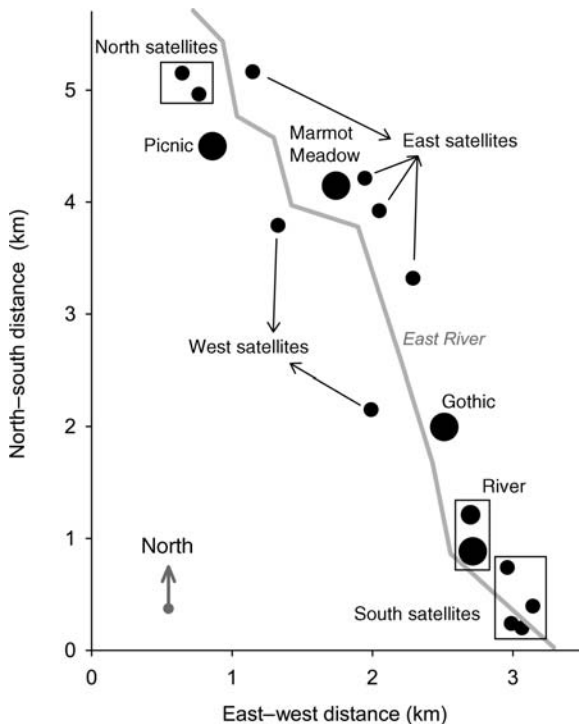 North satellites
5
Picnic
Marmot
Meadow
East satellites
4
North–south distance (km)
3
West satellites
East River
Gothic
2
River
North
1
South satellites
0
0
1
2
3
East–west distance (km)